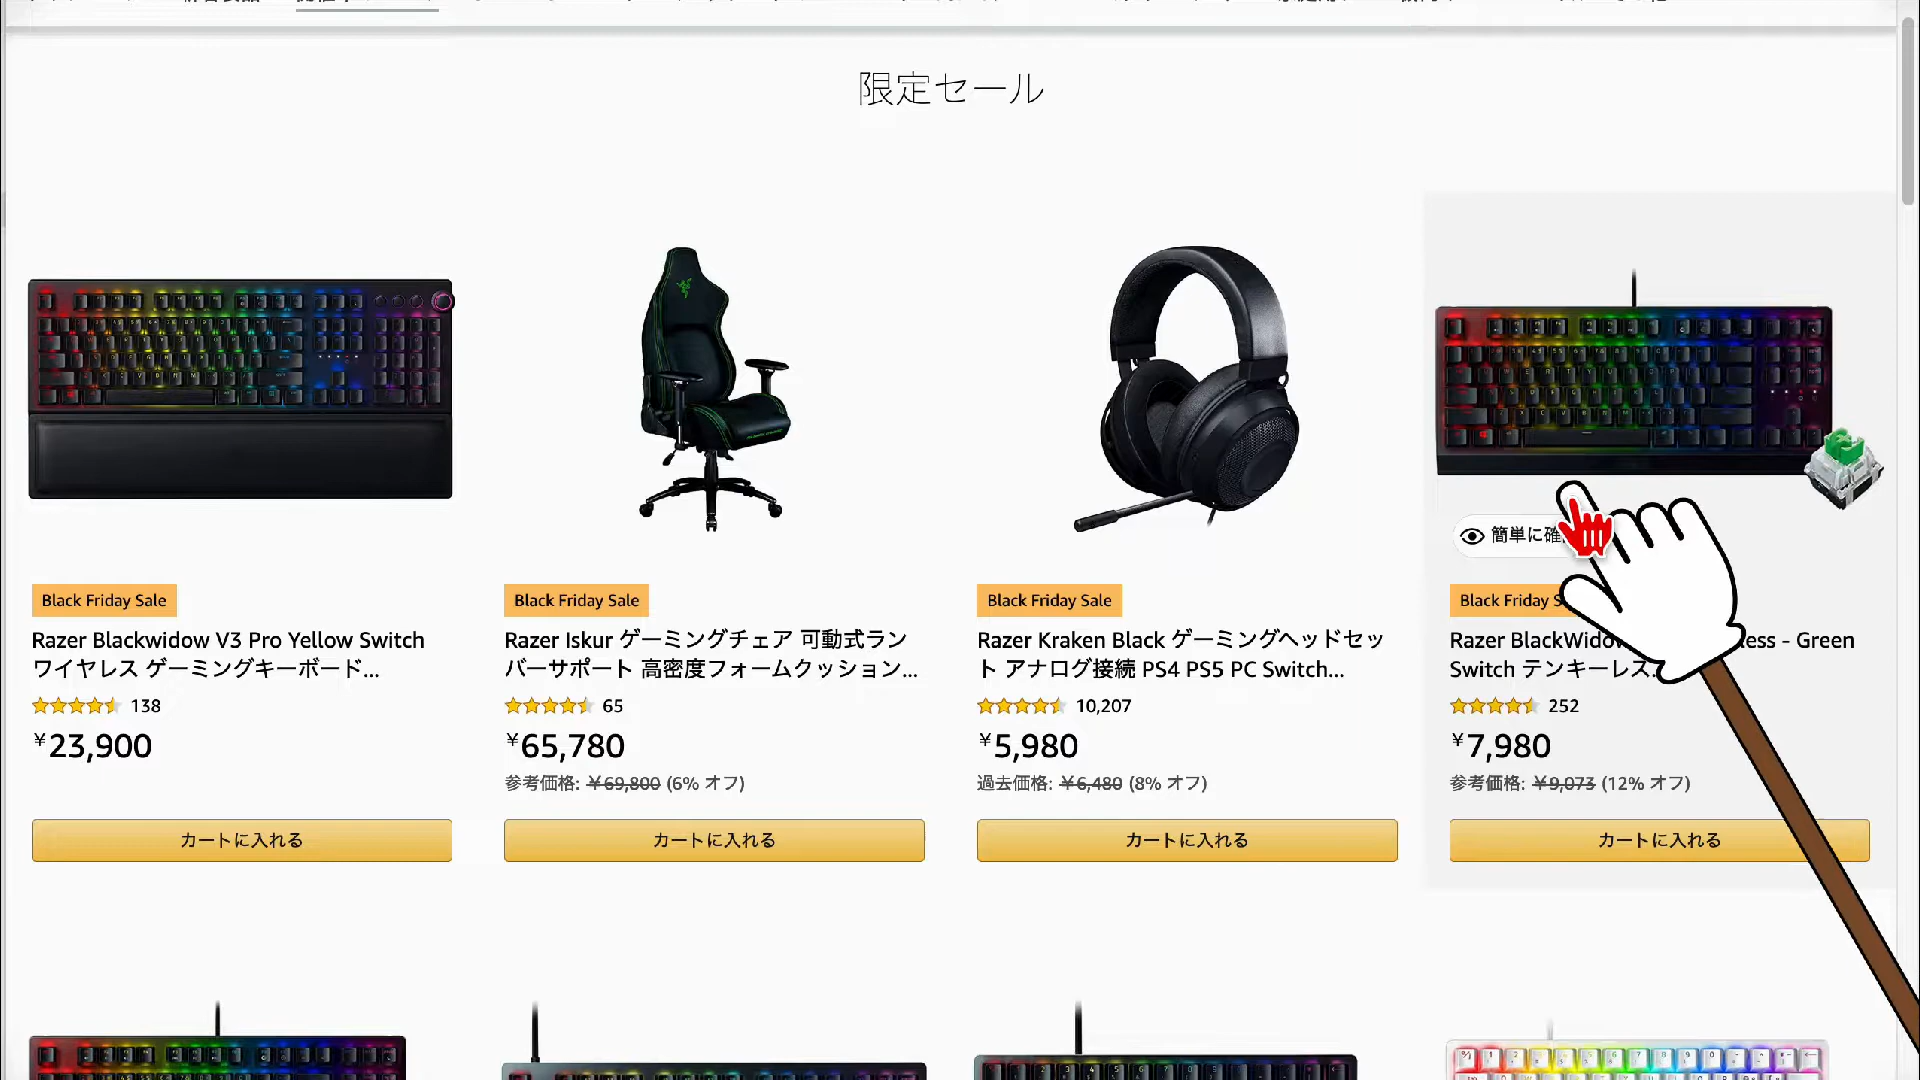 限定セール
簡単に確
Black Friday Sale
Razer Blackwidow V3 Pro Yellow Switch
ワイヤレス ゲーミングキーボード...
138
¥23,900
カートに入れる
Black Friday Sale
Razer Iskur ゲーミングチェア 可動式ラン
バーサポート 高密度フォームクッション...
65
¥65,780
参考価格: ¥69,800 (6% オフ)
カートに入れる
Black Friday Sale
Razer Kraken Black ゲーミングヘッドセッ
ト アナログ接続 PS4 PS5 PC Switch...
10,207
¥5,980
過去価格: ¥6,480 (8% オフ)
カートに入れる
Black Friday S
Razer BlackWido ess - Green
Switch テンキーレス
252
¥7,980
参考価格: ¥9,073 (12% オフ)
カートに入れる